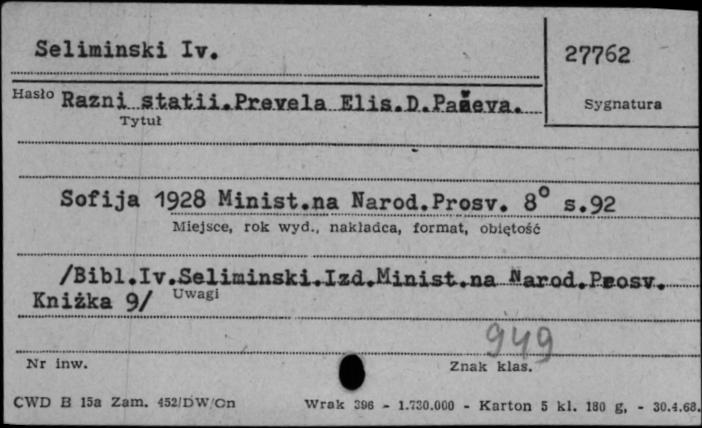 Seliminski Iv.
27762
Hasło Razni statii.Prevela Elis.D.Pačeva.
Sygnatura
Tytuł
Sofija 1928 Minist.na Narod.Prosv. 8° s.92
Miejsce, rok wyd., nakładca, format, objętość
/Bibl.Iv.Seliminski.Izd.Minist.na Narod.Prosv.
Kniżka 9/ Uwagi
949
Nr inw.
Znak klas.
CWD B 15a Zam. 452/DW/Cn Wrak 396 - 1.730.000 - Karton 5 kl. 180 g, - 30.4.68.